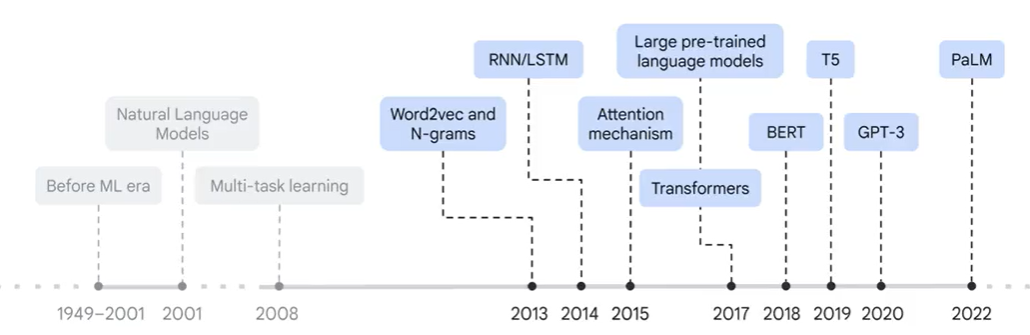 Large pre-trained
language models
RNN/LSTM
T5
PaLM
Natural Language
Models
Word2vec and
N-grams
Attention
mechanism
BERT
GPT-3
Before ML era
Multi-task learning
Transformers
1949–2001
2001
2008
2013
2014
2015
2017
2018
2019
2020
2022